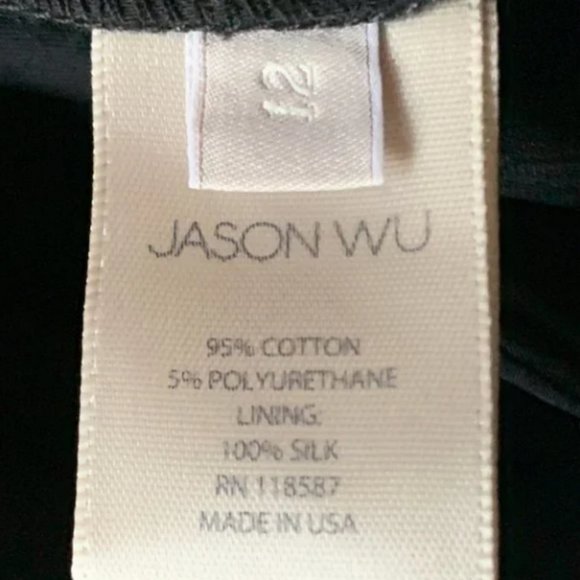 12
JASON WU
95% COTTON
5% POLYURETHANE
LINING:
100% SILK
RN 118587
MADE IN USA